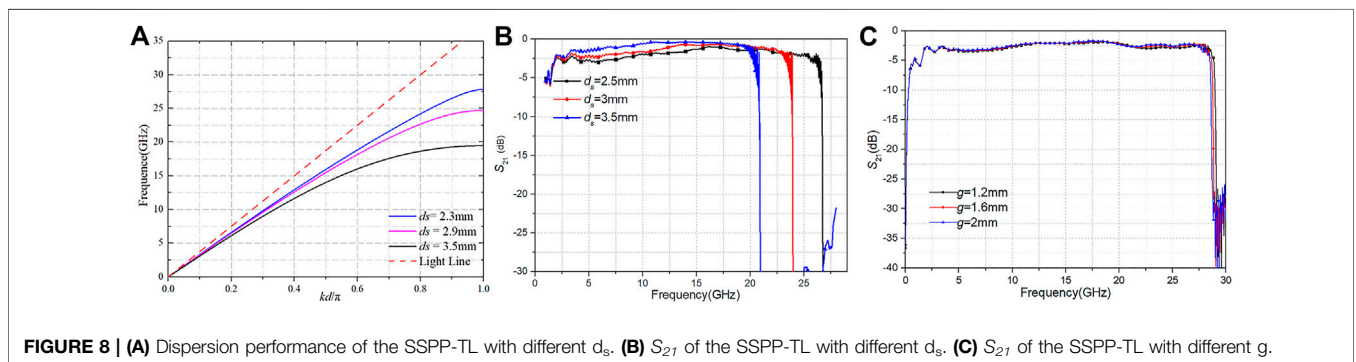 A
Frequence(GHz)
35
30
25
20
15
10
5
0
0.0 0.2 0.4 0.6 0.8 1.0
kd/π
ds= 2.3mm
ds= 2.9mm
ds= 3.5mm
Light Line
B
S21 (dB)
0
-5
-10
-15
-20
-25
-30
0 5 10 15 20 25
Frequency(GHz)
ds=2.5mm
ds=3mm
ds=3.5mm
C
S21(dB)
0
-5
-10
-15
-20
-25
-30
-35
-40
0 5 10 15 20 25 30
Frequency(GHz)
g=1.2mm
g=1.6mm
g=2mm
FIGURE 8 | (A) Dispersion performance of the SSPP-TL with different ds. (B) S21 of the SSPP-TL with different ds. (C) S21 of the SSPP-TL with different g.